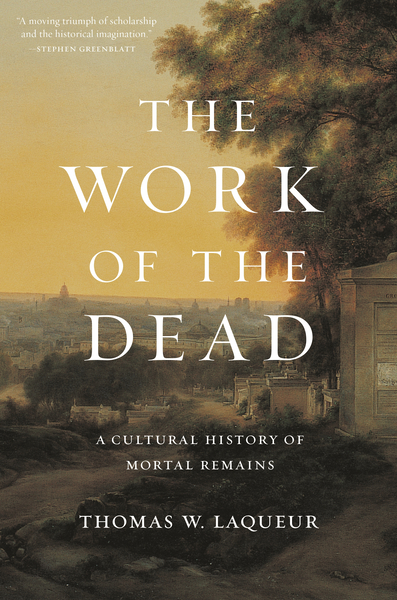 “A moving triumph of scholarship
and the historical imagination.”
—STEPHEN GREENBLATT
THE
WORK
OF THE
DEAD
A CULTURAL HISTORY OF
MORTAL REMAINS
THOMAS W. LAQUEUR